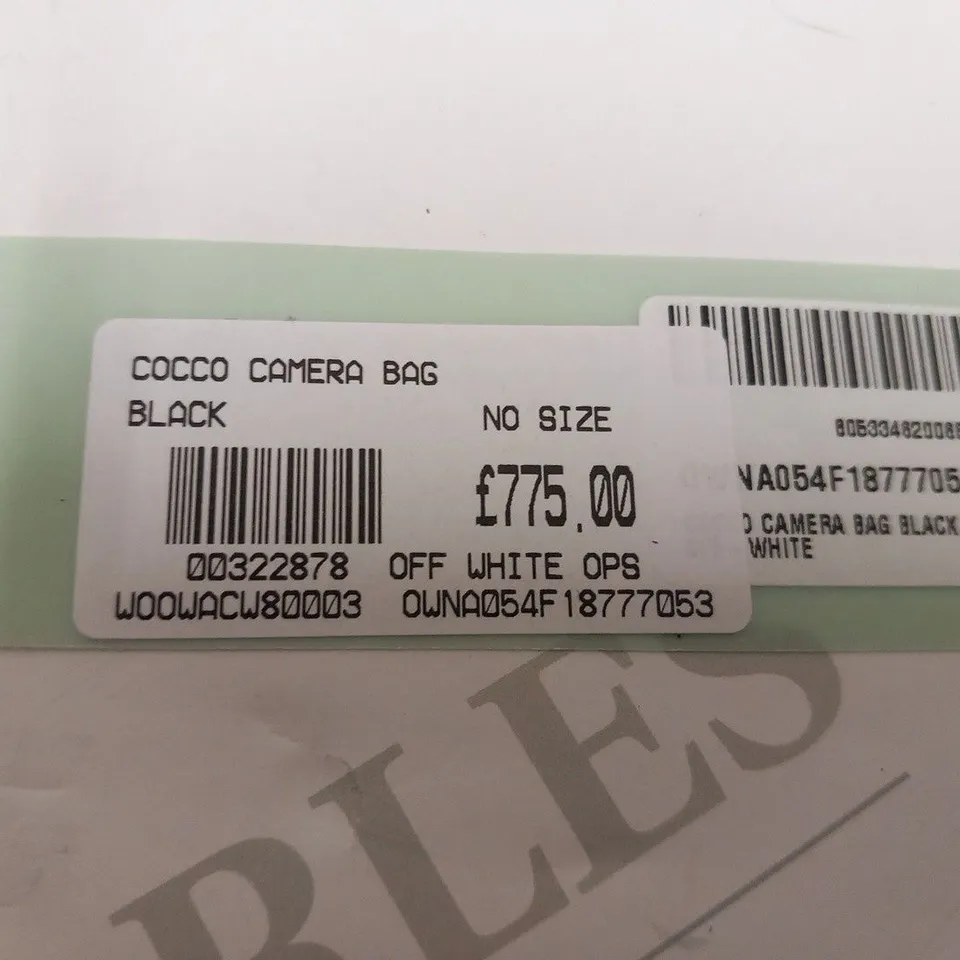 COCCO CAMERA BAG
BLACK NO SIZE
£775.00
00322878 OFF WHITE OPS
WOOWACW80003 OWNA054F18777053
NA054F1877705
CAMERA BAG BLACK
WHITE
BLES